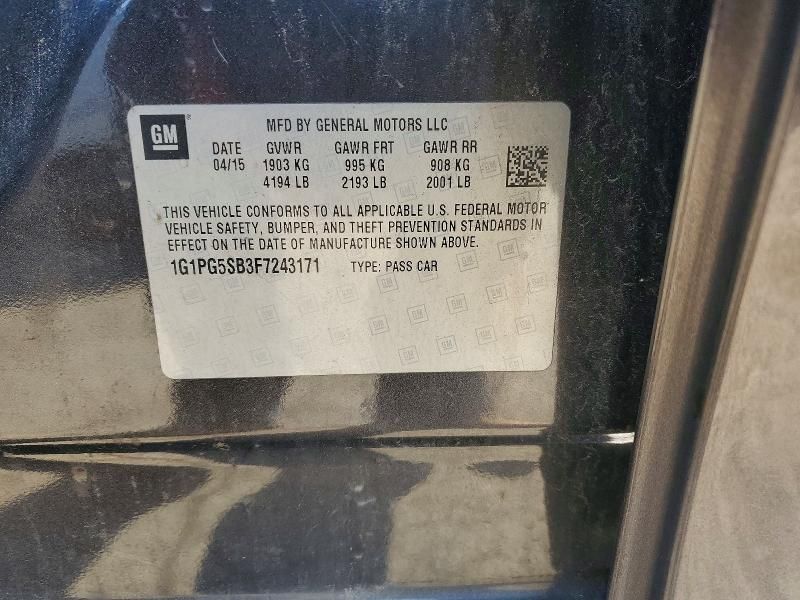 GM
MFD BY GENERAL MOTORS LLC
DATE GVWR GAWR FRT GAWR RR
04/15 1903 KG 995 KG 908 KG
4194 LB 2193 LB 2001 LB
THIS VEHICLE CONFORMS TO ALL APPLICABLE U.S. FEDERAL MOTOR
VEHICLE SAFETY, BUMPER, AND THEFT PREVENTION STANDARDS IN
EFFECT ON THE DATE OF MANUFACTURE SHOWN ABOVE.
1G1PG5SB3F7243171 TYPE: PASS CAR